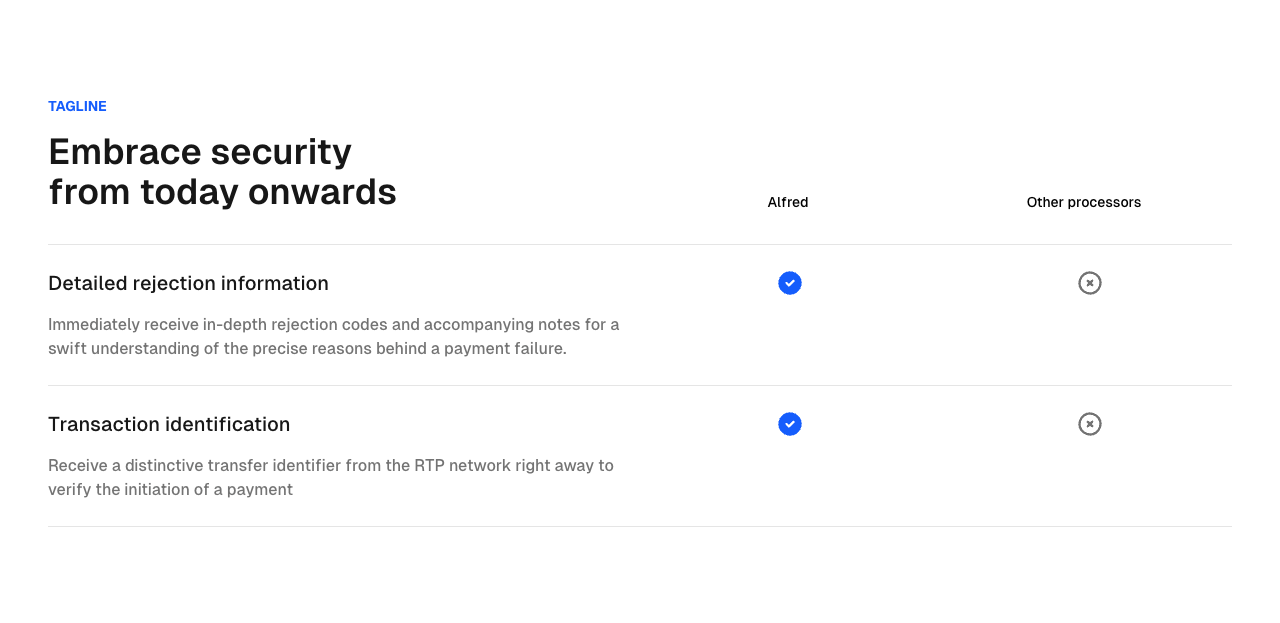 TAGLINE
Embrace security
from today onwards
Alfred
Other processors
Detailed rejection information
Immediately receive in-depth rejection codes and accompanying notes for a
swift understanding of the precise reasons behind a payment failure.
Transaction identification
Receive a distinctive transfer identifier from the RTP network right away to
verify the initiation of a payment